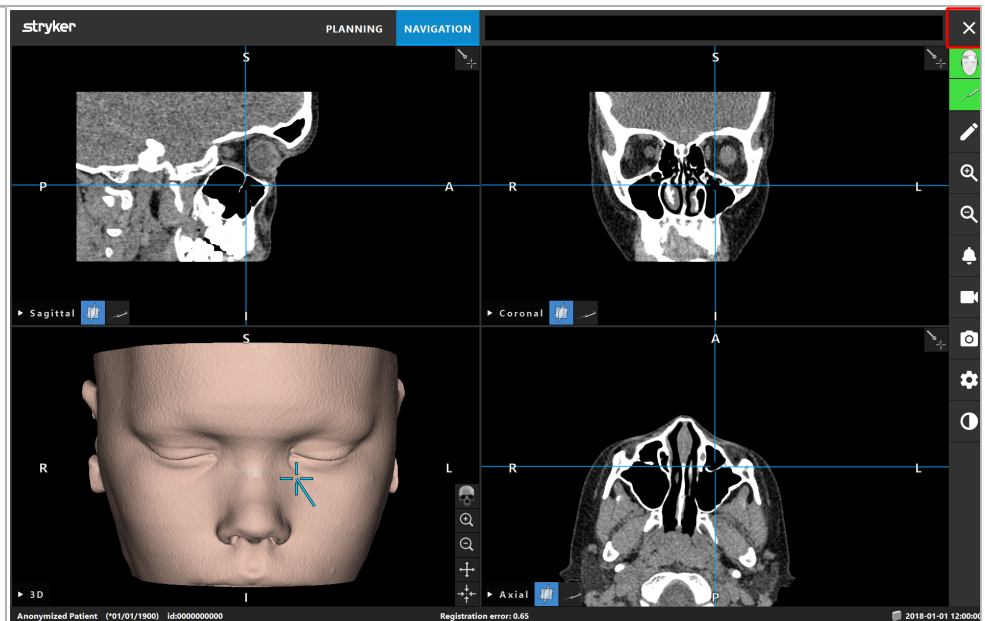 stryker PLANNING NAVIGATION
S
P A
I
Sagittal
S
R L
I
Coronal
S
R L
I
3D
A
R L
P
Axial
Anonymized Patient (*01/01/1900) id:0000000000 Registration error: 0.65 2018-01-01 12:00:00